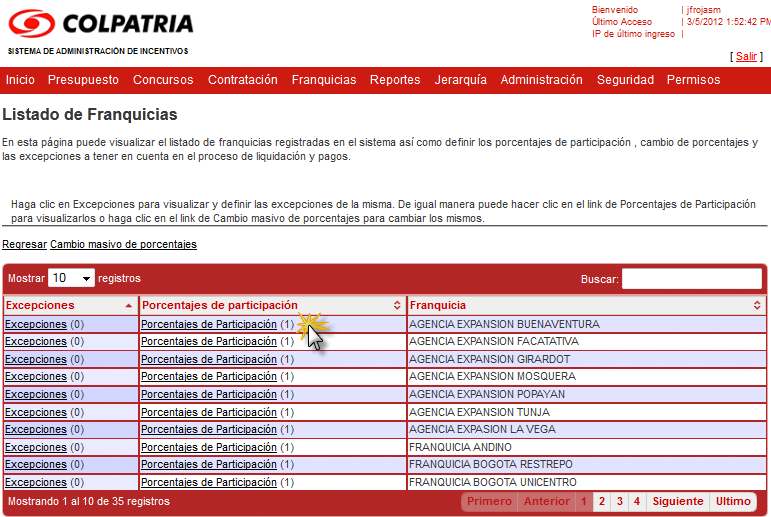 COLPATRIA
SISTEMA DE ADMINISTRACIÓN DE INCENTIVOS
Bienvenido | jfrojasm
Último Acceso | 3/5/2012 1:52:42 PM
IP de último ingreso |
[ Salir ]
Inicio Presupuesto Concursos Contratación Franquicias Reportes Jerarquía Administración Seguridad Permisos
Listado de Franquicias
En esta página puede visualizar el listado de franquicias registradas en el sistema así como definir los porcentajes de participación , cambio de porcentajes y
las excepciones a tener en cuenta en el proceso de liquidación y pagos.
Haga clic en Excepciones para visualizar y definir las excepciones de la misma. De igual manera puede hacer clic en el link de Porcentajes de Participación
para visualizarlos o haga clic en el link de Cambio masivo de porcentajes para cambiar los mismos.
Regresar Cambio masivo de porcentajes
Mostrar 10 registros Buscar:
Excepciones Porcentajes de participación Franquicia
Excepciones (0) Porcentajes de Participación (1) AGENCIA EXPANSION BUENAVENTURA
Excepciones (0) Porcentajes de Participación (1) AGENCIA EXPANSION FACATATIVA
Excepciones (0) Porcentajes de Participación (1) AGENCIA EXPANSION GIRARDOT
Excepciones (0) Porcentajes de Participación (1) AGENCIA EXPANSION MOSQUERA
Excepciones (0) Porcentajes de Participación (1) AGENCIA EXPANSION POPAYAN
Excepciones (0) Porcentajes de Participación (1) AGENCIA EXPANSION TUNJA
Excepciones (0) Porcentajes de Participación (1) AGENCIA EXPASION LA VEGA
Excepciones (0) Porcentajes de Participación (1) FRANQUICIA ANDINO
Excepciones (0) Porcentajes de Participación (1) FRANQUICIA BOGOTA RESTREPO
Excepciones (0) Porcentajes de Participación (1) FRANQUICIA BOGOTA UNICENTRO
Mostrando 1 al 10 de 35 registros Primero Anterior 1 2 3 4 Siguiente Ultimo